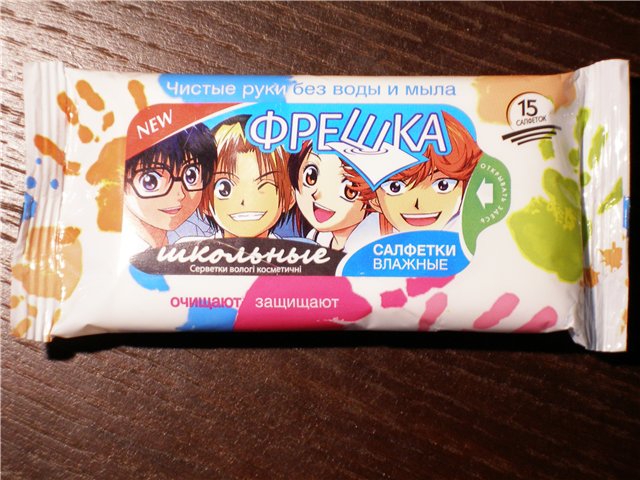 Чистые руки без воды и мыла
NEW
ФРЕШКА
15
САЛФЕТОК
ОТКРЫВАТЬ ЗДЕСЬ
школьные
Серветки вологі косметичні
САЛФЕТКИ
ВЛАЖНЫЕ
очищают защищают